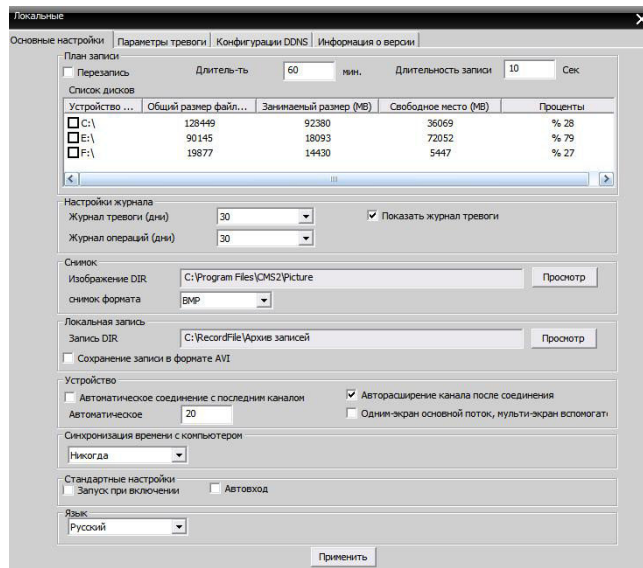 Локальные
Основные настройки Параметры тревоги Конфигурации DDNS Информация о версии
План записи
Перезапись Длитель-ть 60 мин. Длительность записи 10 Сек
Список дисков
Устройство ... Общий размер файл... Занимаемый размер (MB) Свободное место (MB) Проценты
C:\ 128449 92380 36069 % 28
E:\ 90145 18093 72052 % 79
F:\ 19877 14430 5447 % 27
Настройки журнала
Журнал тревоги (дни) 30 Показать журнал тревоги
Журнал операций (дни) 30
Снимок
Изображение DIR C:\Program Files\CMS2\Picture Просмотр
снимок формата BMP
Локальная запись
Запись DIR C:\RecordFile\Архив записей Просмотр
Сохранение записи в формате AVI
Устройство
Автоматическое соединение с последним каналом Авторасширение канала после соединения
Автоматическое 20 Одним-экран основной поток, мульти-экран вспомогат
Синхронизация времени с компьютером
Никогда
Стандартные настройки
Запуск при включении Автовход
Язык
Русский
Применить